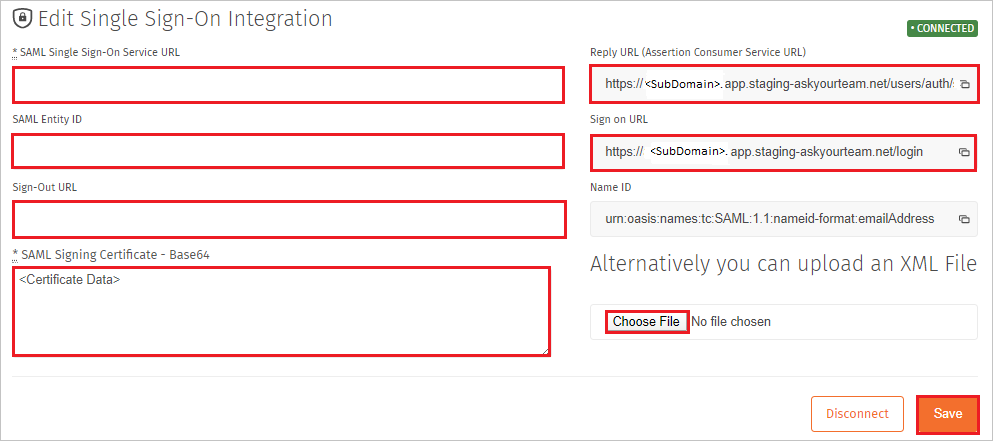 Edit Single Sign-On Integration
• CONNECTED
* SAML Single Sign-On Service URL
Reply URL (Assertion Consumer Service URL)
https:// <SubDomain>. app.staging-askyourteam.net/users/auth/
SAML Entity ID
Sign on URL
https:// <SubDomain>. app.staging-askyourteam.net/login
Sign-Out URL
Name ID
urn:oasis:names:tc:SAML:1.1:nameid-format:emailAddress
* SAML Signing Certificate - Base64
<Certificate Data>
Alternatively you can upload an XML File
Choose File No file chosen
Disconnect
Save